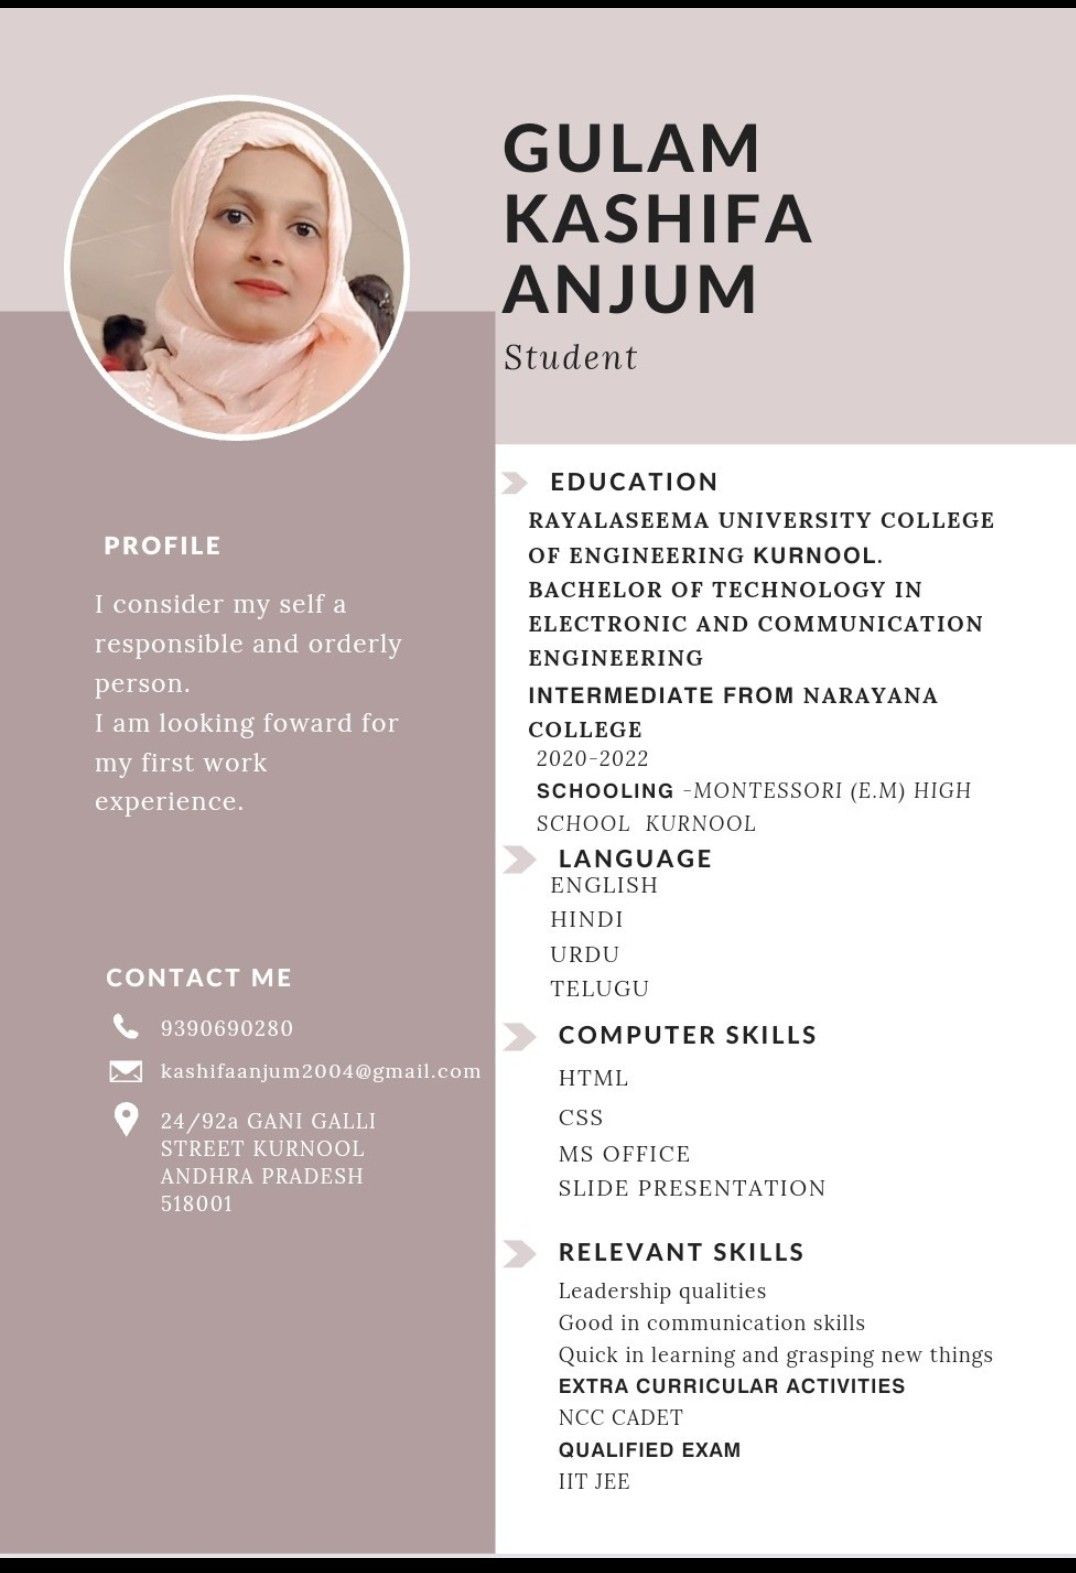 GULAM
KASHIFA
ANJUM
Student
PROFILE
I consider my self a
responsible and orderly
person.
I am looking foward for
my first work
experience.
CONTACT ME
9390690280
kashifaanjum2004@gmail.com
24/92a GANI GALLI
STREET KURNOOL
ANDHRA PRADESH
518001
EDUCATION
RAYALASEEMA UNIVERSITY COLLEGE
OF ENGINEERING KURNOOL.
BACHELOR OF TECHNOLOGY IN
ELECTRONIC AND COMMUNICATION
ENGINEERING
INTERMEDIATE FROM NARAYANA
COLLEGE
2020-2022
SCHOOLING -MONTESSORI (E.M) HIGH
SCHOOL KURNOOL
LANGUAGE
ENGLISH
HINDI
URDU
TELUGU
COMPUTER SKILLS
HTML
CSS
MS OFFICE
SLIDE PRESENTATION
RELEVANT SKILLS
Leadership qualities
Good in communication skills
Quick in learning and grasping new things
EXTRA CURRICULAR ACTIVITIES
NCC CADET
QUALIFIED EXAM
IIT JEE